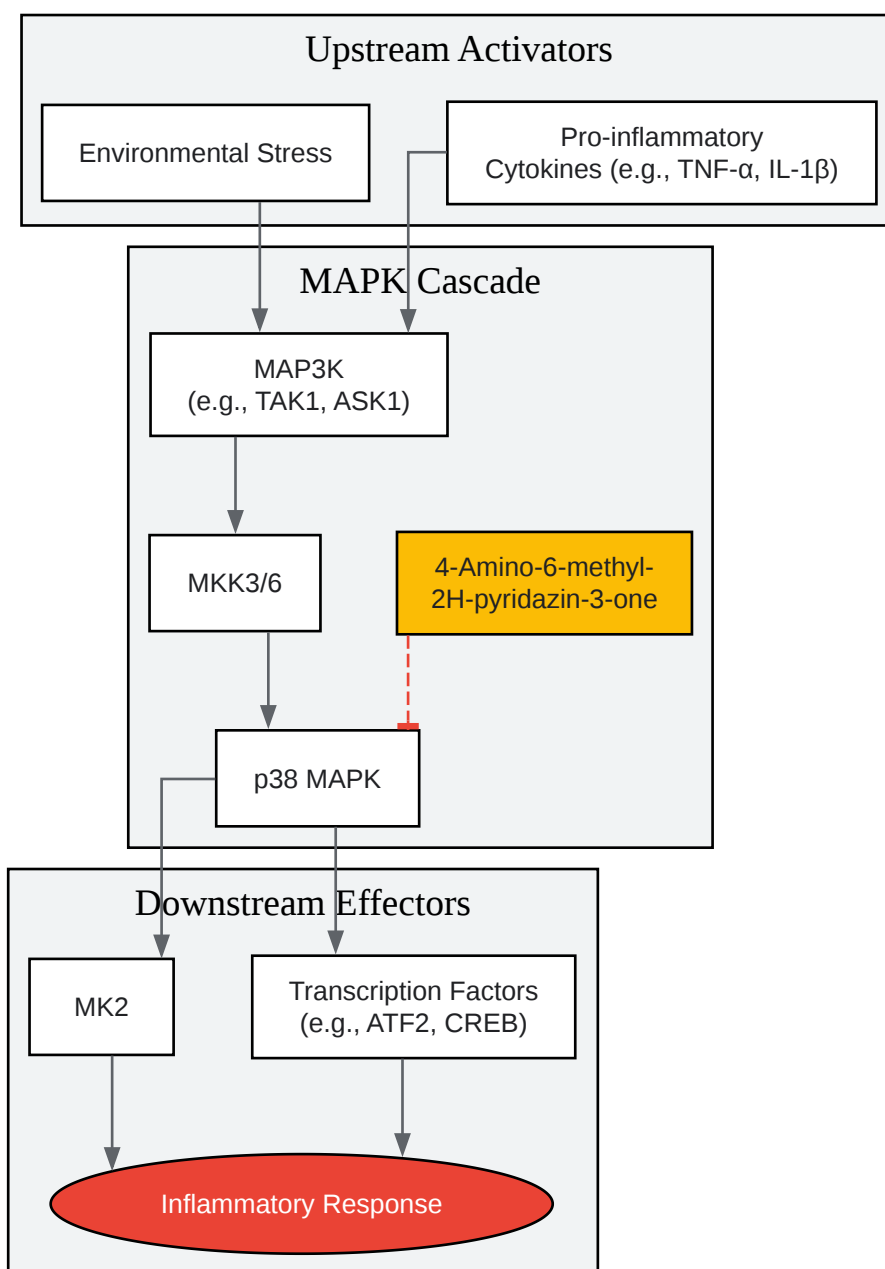 Upstream Activators
Environmental Stress
Pro-inflammatory
Cytokines (e.g., TNF-α, IL-1β)
MAPK Cascade
MAP3K
(e.g., TAK1, ASK1)
MKK3/6
4-Amino-6-methyl-
2H-pyridazin-3-one
p38 MAPK
Downstream Effectors
MK2
Transcription Factors
(e.g., ATF2, CREB)
Inflammatory Response